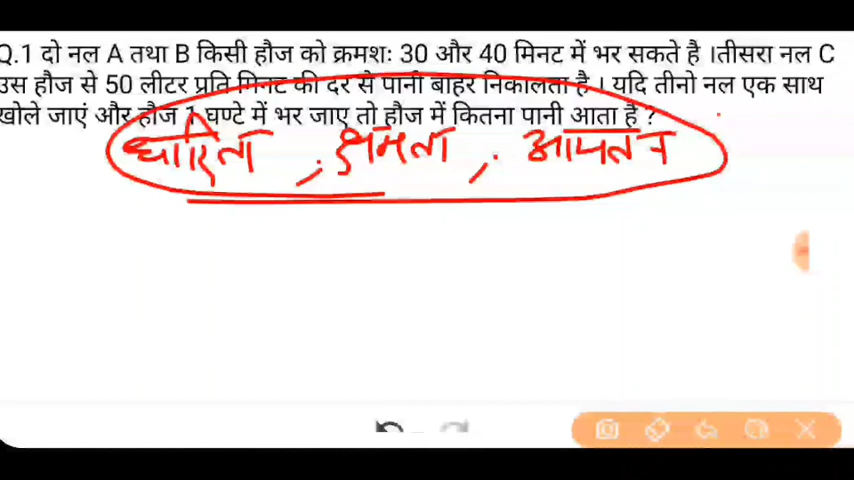 Q.1 दो नल A तथा B किसी हौज को क्रमशः 30 और 40 मिनट में भर सकते है ।तीसरा नल C
उस हौज से 50 लीटर प्रति मिनट की दर से पानी बाहर निकालता है । यदि तीनो नल एक साथ
खोले जाएं और हौज 1 घण्टे में भर जाए तो हौज में कितना पानी आता है ?
धारिता , क्षमता , आयतन